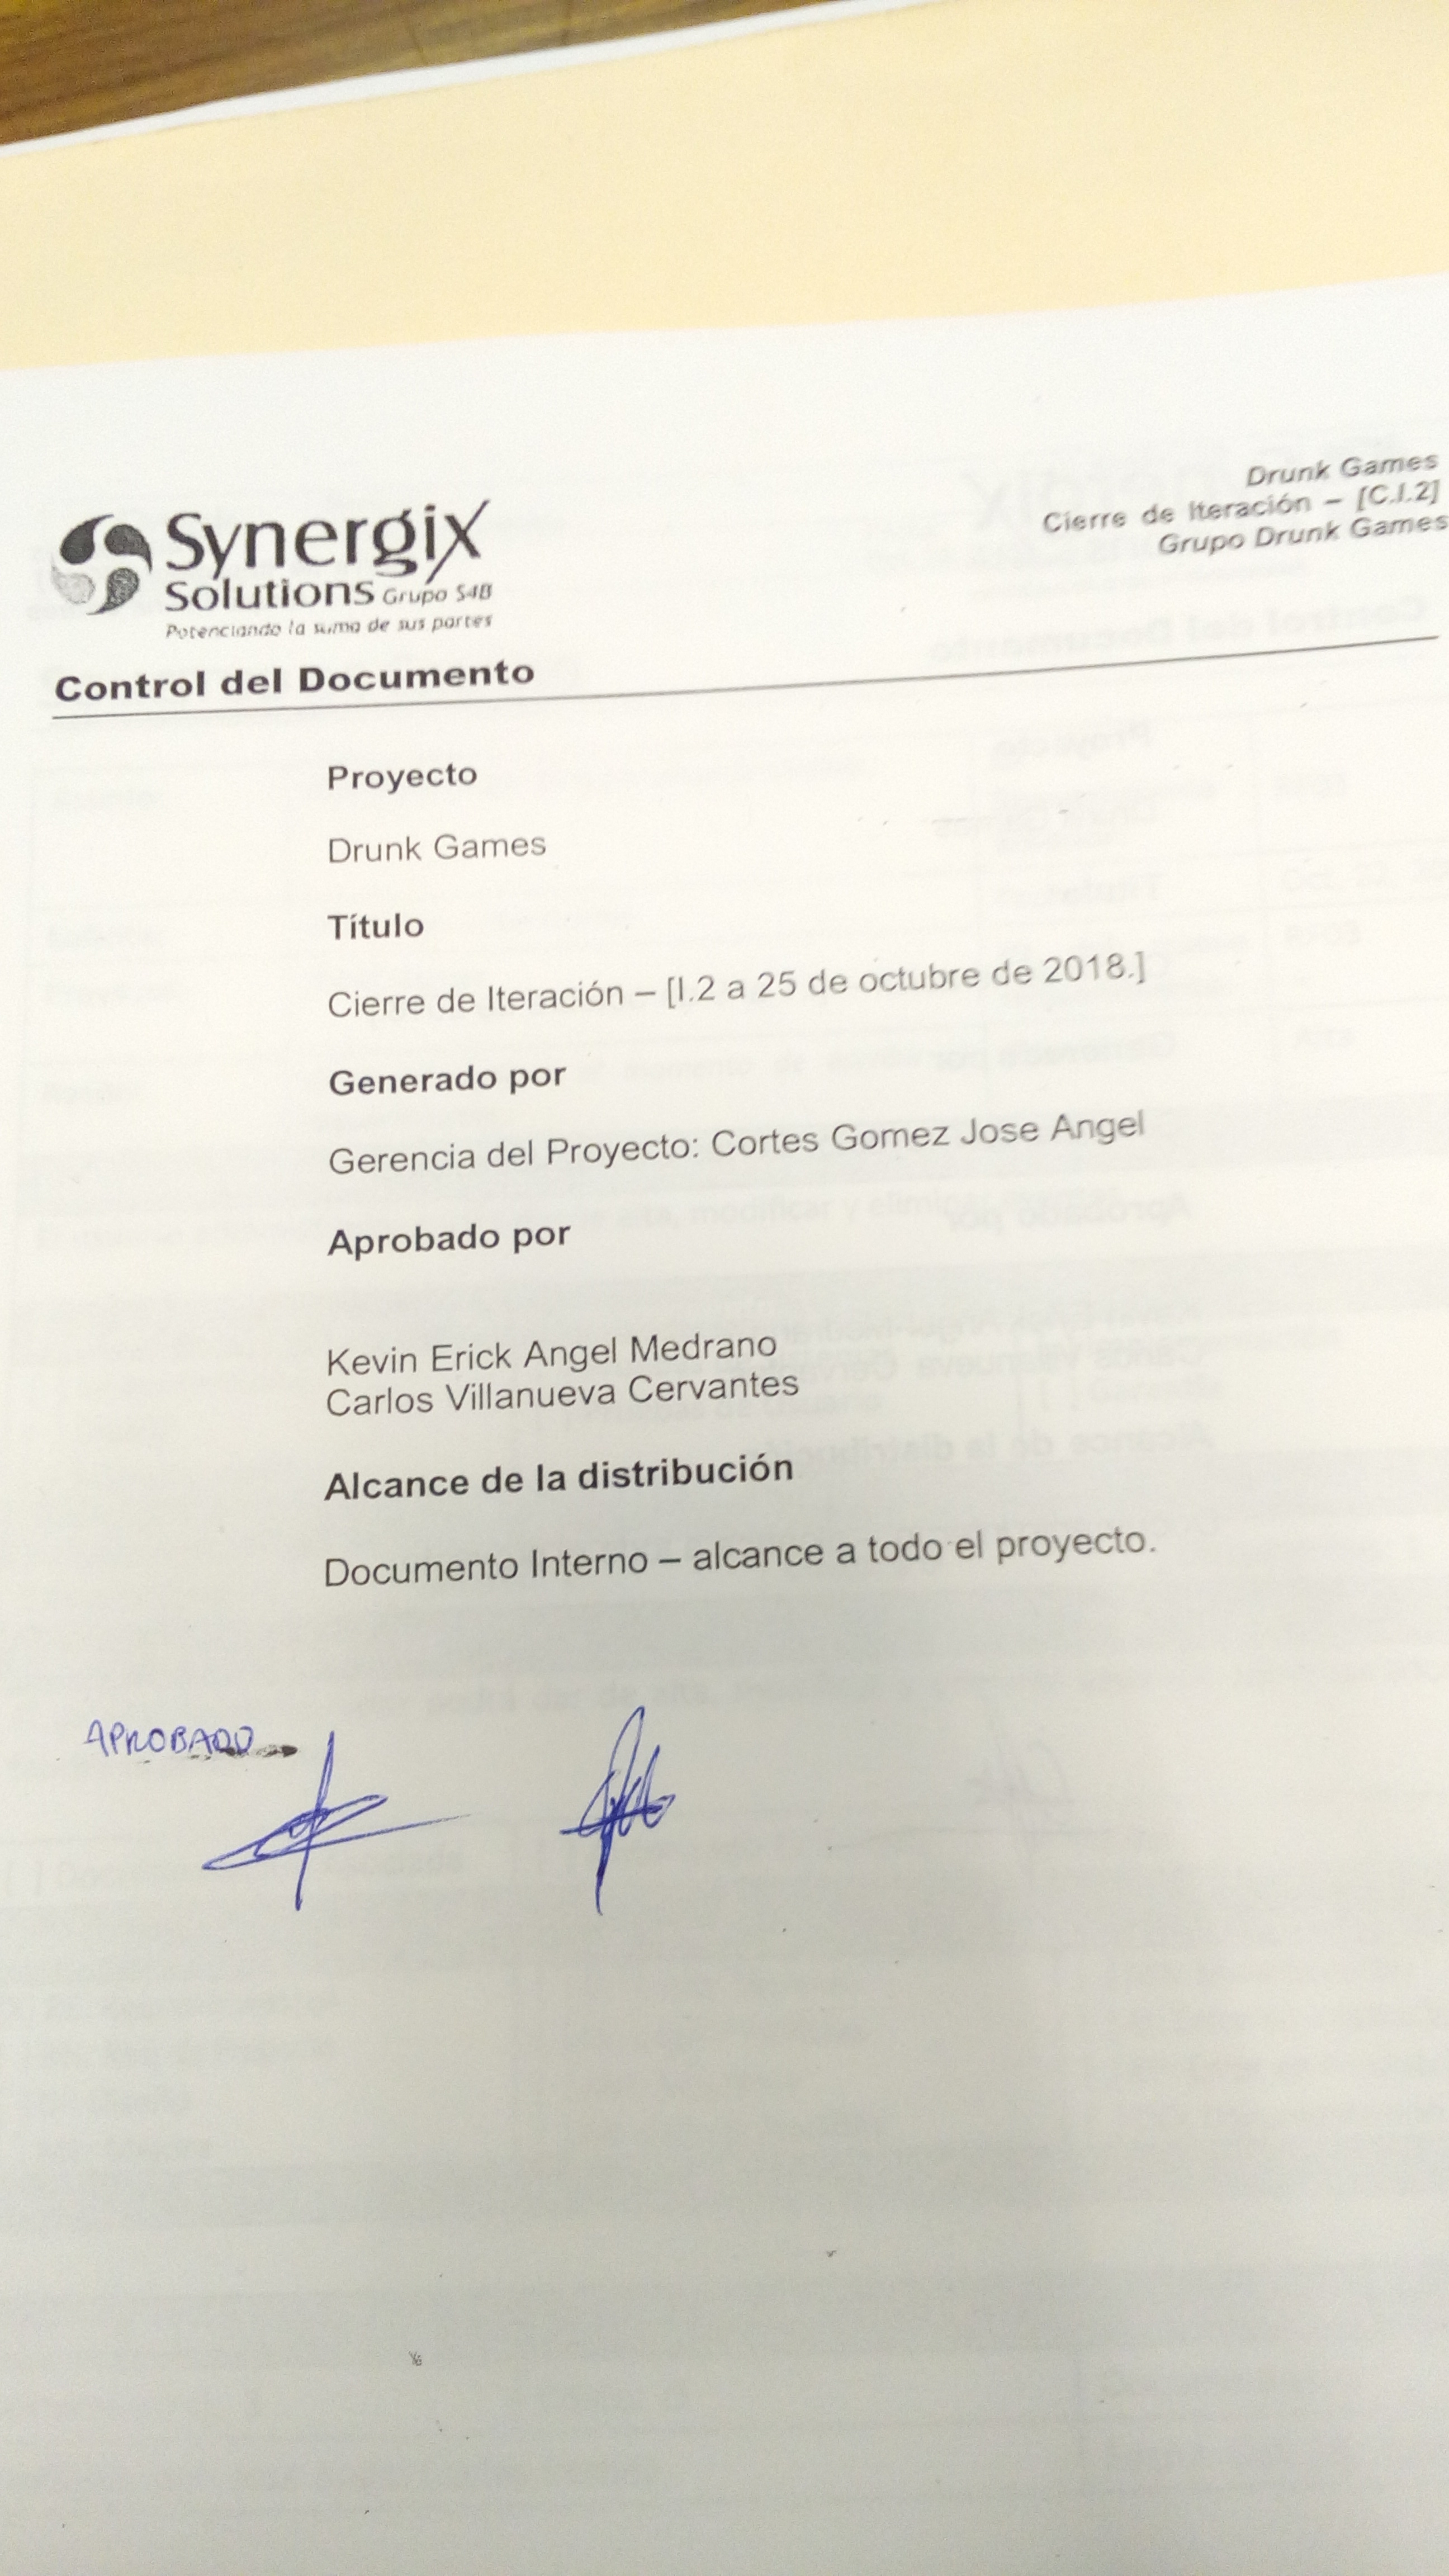 Drunk Games
Cierre de Iteración – [C.I.2]
Grupo Drunk Games
Synergix
Solutions Grupo S4B
Potenciando la suma de sus partes
Control del Documento
Proyecto
Drunk Games
Título
Cierre de Iteración – [I.2 a 25 de octubre de 2018.]
Generado por
Gerencia del Proyecto: Cortes Gomez Jose Angel
Aprobado por
Kevin Erick Angel Medrano
Carlos Villanueva Cervantes
Alcance de la distribución
Documento Interno – alcance a todo el proyecto.
APROBADO